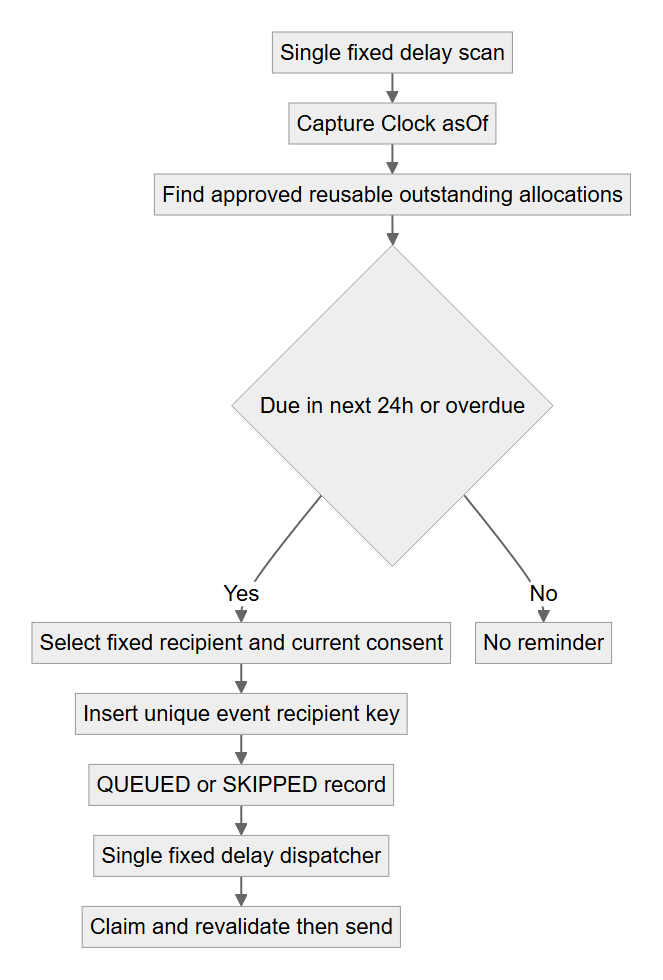 Single fixed delay scan
Capture Clock asOf
Find approved reusable outstanding allocations
Due in next 24h or overdue
Yes
No
Select fixed recipient and current consent
No reminder
Insert unique event recipient key
QUEUED or SKIPPED record
Single fixed delay dispatcher
Claim and revalidate then send